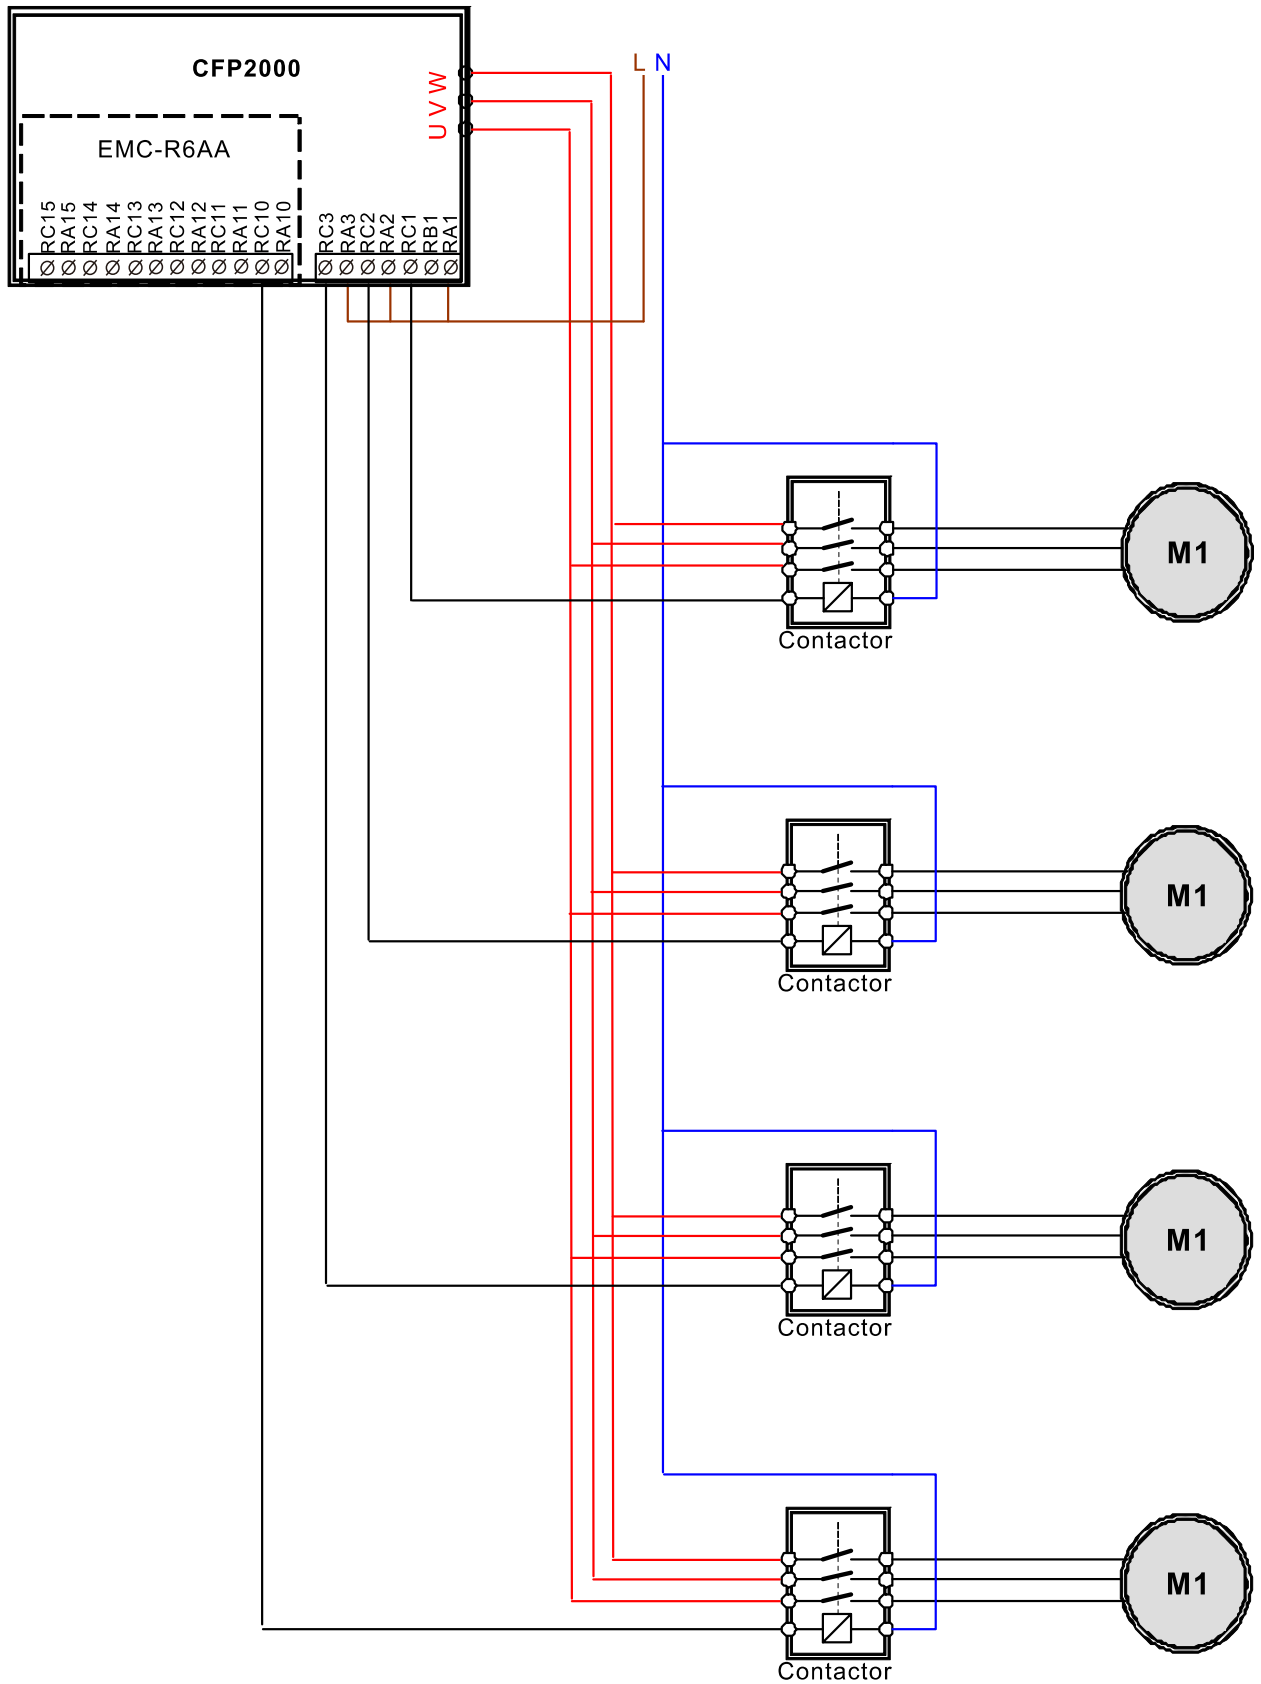 CFP2000
L N
U V W
EMC-R6AA
RC15
RA15
RC14
RA14
RC13
RA13
RC12
RA12
RC11
RA11
RC10
RA10
RC3
RA3
RC2
RA2
RC1
RB1
RA1
M1
Contactor
M1
Contactor
M1
Contactor
M1
Contactor